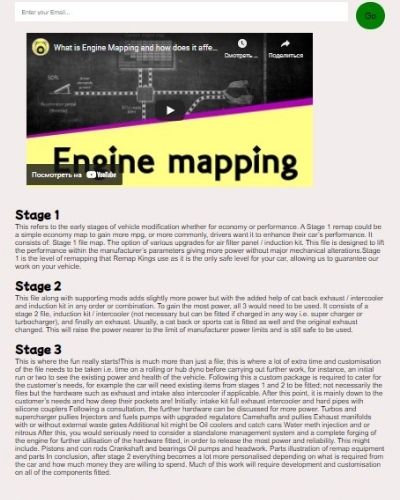 Enter your Email...
Go
What is Engine Mapping and how does it affe...
Смотреть ...
Поделиться
50%
Engine mapping
Посмотреть на YouTube
Stage 1
This refers to the early stages of vehicle modification whether for economy or performance. A Stage 1 remap could be
a simple economy map to gain more mpg, or more commonly, drivers want it to enhance their car's performance. It
consists of: Stage 1 file map. The option of various upgrades for air filter panel / induction kit. This file is designed to lift
the performance within the manufacturer's parameters giving more power without major mechanical alterations.Stage
1 is the level of remapping that Remap Kings use as it is the only safe level for your car, allowing us to guarantee our
work on your vehicle.
Stage 2
This file along with supporting mods adds slightly more power but with the added help of cat back exhaust / intercooler
and induction kit in any order or combination. To gain the most power, all 3 would need to be used. It consists of a
stage 2 file, induction kit / intercooler (not necessary but can be fitted if charged in any way i.e. super charger or
turbocharger), and finally an exhaust. Usually, a cat back or sports cat is fitted as well and the original exhaust
changed. This will raise the power nearer to the limit of manufacturer power limits and is still safe to be used.
Stage 3
This is where the fun really starts!This is much more than just a file; this is where a lot of extra time and customisation
of the file needs to be taken i.e. time on a rolling or hub dyno before carrying out further work, for instance, an initial
run or two to see the existing power and health of the vehicle. Following this a custom package is required to cater for
the customer's needs, for example the car will need existing items from stages 1 and 2 to be fitted; not necessarily the
files but the hardware such as exhaust and intake also intercooler if applicable. After this point, it is mainly down to the
customer's needs and how deep their pockets are! Initially: intake kit full exhaust intercooler and hard pipes with
silicone couplers Following a consultation, the further hardware can be discussed for more power. Turbos and
supercharger pullies Injectors and fuels pumps with upgraded regulators Camshafts and pullies Exhaust manifolds
with or without external waste gates Additional kit might be Oil coolers and catch cans Water meth injection and or
nitrous After this, you would seriously need to consider a standalone management system and a complete forging of
the engine for further utilisation of the hardware fitted, in order to release the most power and reliability. This might
include. Pistons and con rods Crankshaft and bearings Oil pumps and headwork. Parts illustration of remap equipment
and parts In conclusion, after stage 2 everything becomes a lot more personalised depending on what is required from
the car and how much money they are willing to spend. Much of this work will require development and customisation
on all of the components fitted.